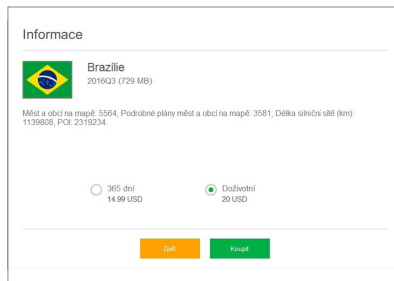 Informace
Brazílie
2016Q3 (729 MB)
Měst a obcí na mapě: 5564, Podrobné plány měst a obcí na mapě: 3581, Délka silniční sítě (km):
1139808, POI: 2319234.
365 dní
14.99 USD
Doživotní
20 USD
Zpět
Koupit